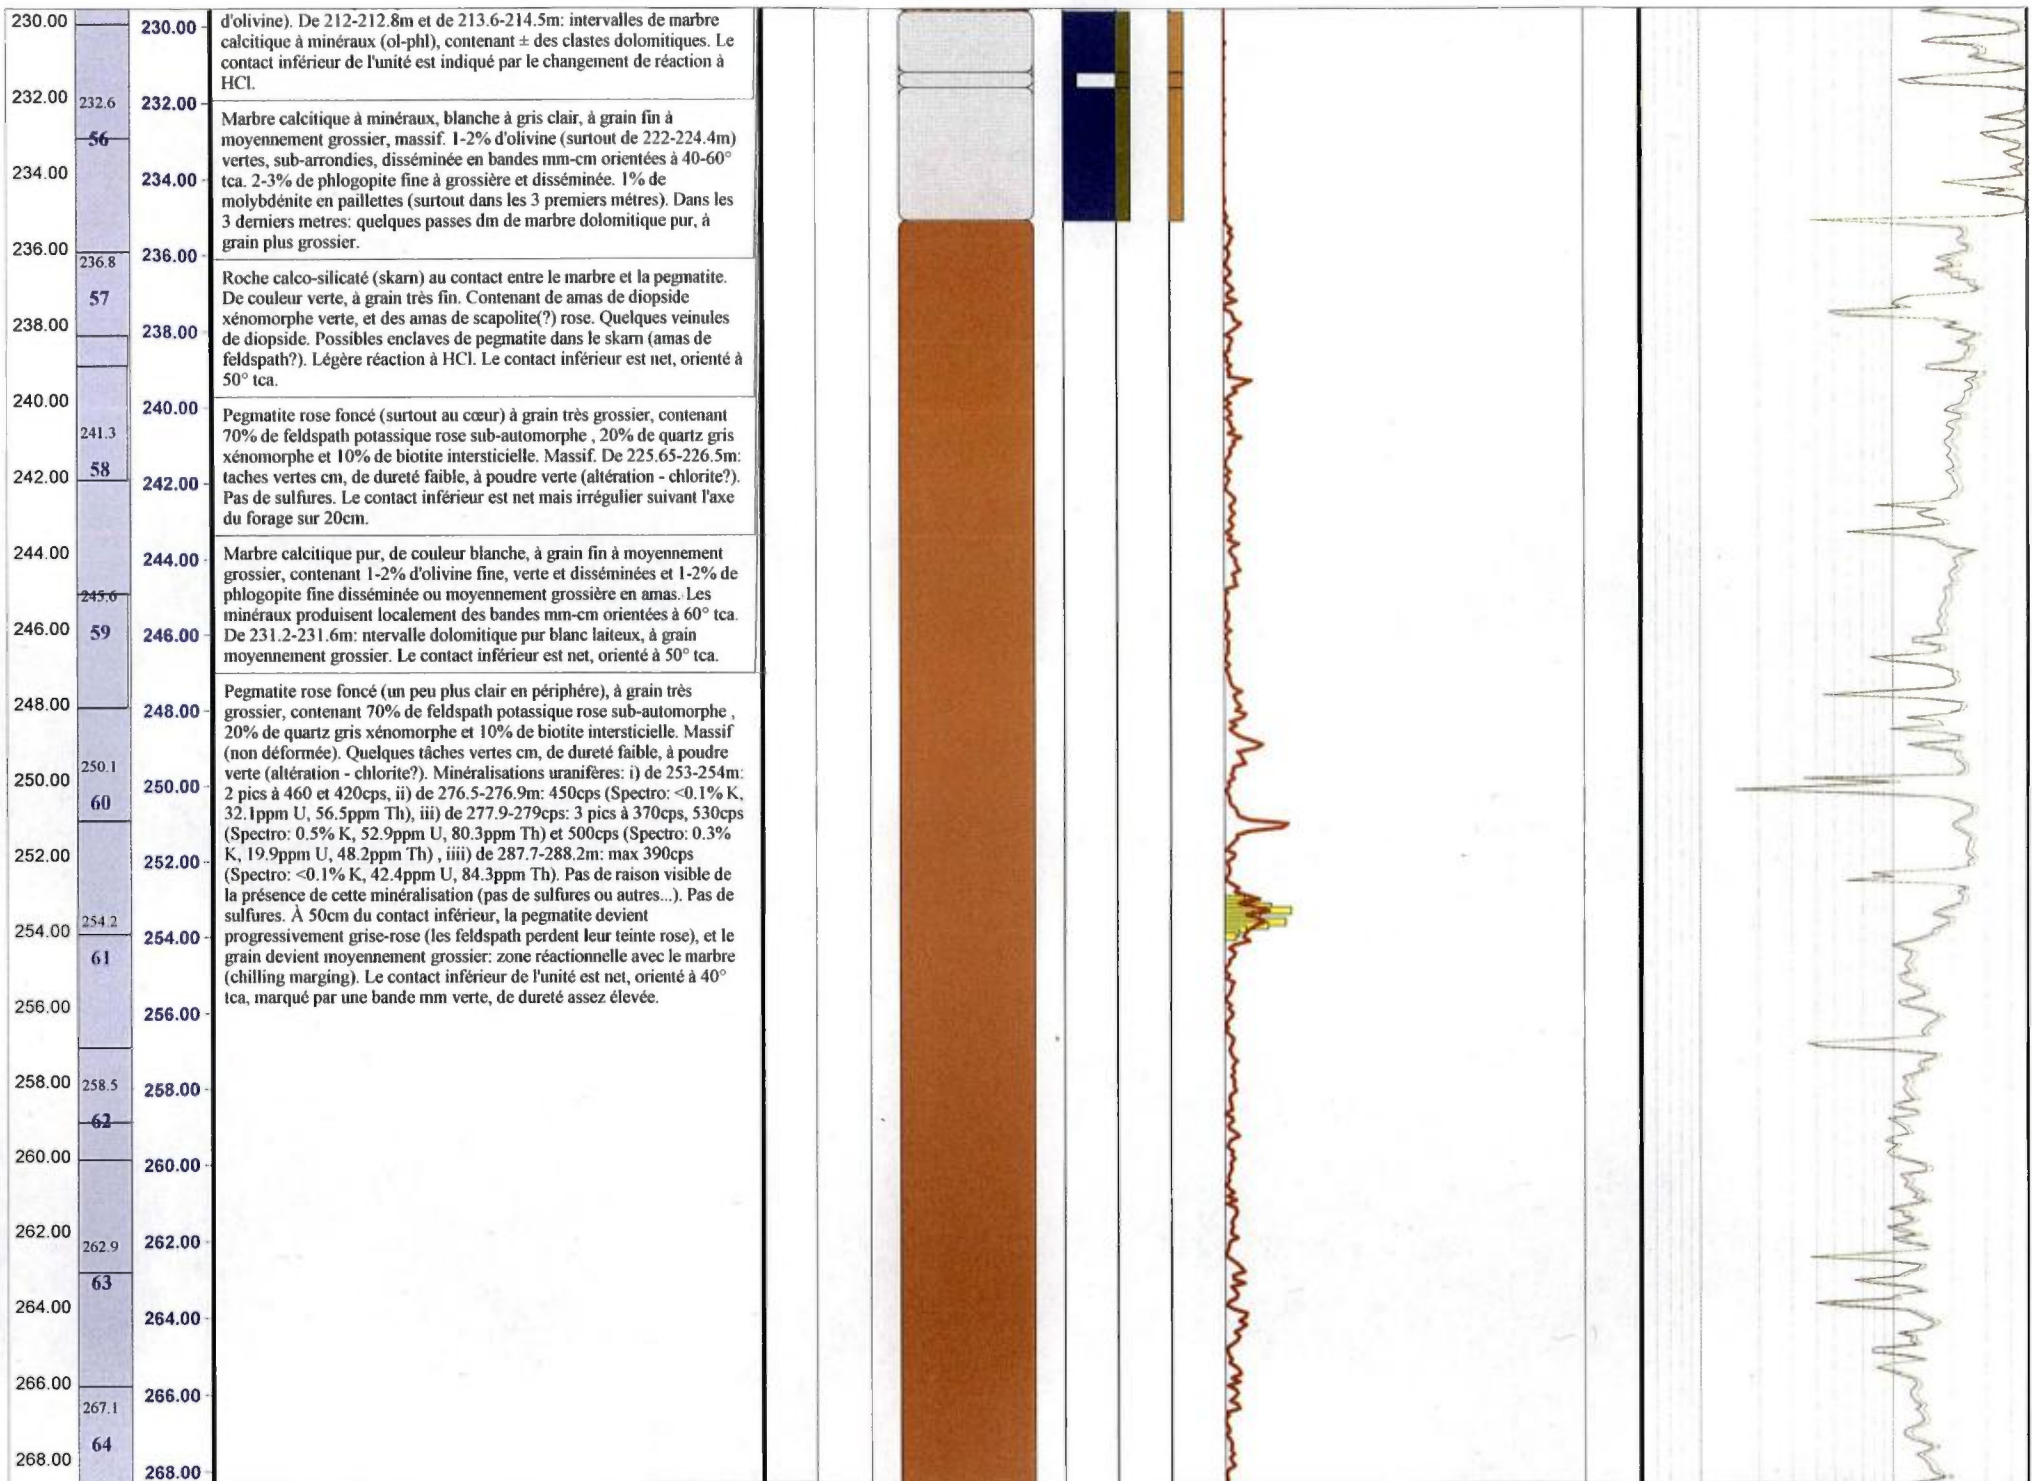 230.00
232.00
234.00
236.00
238.00
240.00
242.00
244.00
246.00
248.00
250.00
252.00
254.00
256.00
258.00
260.00
262.00
264.00
266.00
268.00
232.6
56
236.8
57
241.3
58
245.6
59
250.1
60
254.2
61
258.5
62
262.9
63
267.1
64
230.00
232.00
234.00
236.00
238.00
240.00
242.00
244.00
246.00
248.00
250.00
252.00
254.00
256.00
258.00
260.00
262.00
264.00
266.00
268.00
d'olivine). De 212-212.8m et de 213.6-214.5m: intervalles de marbre
calcitique à minéraux (ol-phl), contenant ± des clastes dolomitiques. Le
contact inférieur de l'unité est indiqué par le changement de réaction à
HCl.
Marbre calcitique à minéraux, blanche à gris clair, à grain fin à
moyennement grossier, massif. 1-2% d'olivine (surtout de 222-224.4m)
vertes, sub-arrondies, disséminée en bandes mm-cm orientées à 40-60°
tca. 2-3% de phlogopite fine à grossière et disséminée. 1% de
molybdénite en paillettes (surtout dans les 3 premiers métres). Dans les
3 derniers metres: quelques passes dm de marbre dolomitique pur, à
grain plus grossier.
Roche calco-silicaté (skarn) au contact entre le marbre et la pegmatite.
De couleur verte, à grain très fin. Contenant de amas de diopside
xénomorphe verte, et des amas de scapolite(?) rose. Quelques veinules
de diopside. Possibles enclaves de pegmatite dans le skarn (amas de
feldspath?). Légère réaction à HCl. Le contact inférieur est net, orienté à
50° tca.
Pegmatite rose foncé (surtout au cœur) à grain très grossier, contenant
70% de feldspath potassique rose sub-automorphe , 20% de quartz gris
xénomorphe et 10% de biotite intersticielle. Massif. De 225.65-226.5m:
taches vertes cm, de dureté faible, à poudre verte (altération - chlorite?).
Pas de sulfures. Le contact inférieur est net mais irrégulier suivant l'axe
du forage sur 20cm.
Marbre calcitique pur, de couleur blanche, à grain fin à moyennement
grossier, contenant 1-2% d'olivine fine, verte et disséminées et 1-2% de
phlogopite fine disséminée ou moyennement grossière en amas. Les
minéraux produisent localement des bandes mm-cm orientées à 60° tca.
De 231.2-231.6m: ntervalle dolomitique pur blanc laiteux, à grain
moyennement grossier. Le contact inférieur est net, orienté à 50° tca.
Pegmatite rose foncé (un peu plus clair en périphére), à grain très
grossier, contenant 70% de feldspath potassique rose sub-automorphe ,
20% de quartz gris xénomorphe et 10% de biotite intersticielle. Massif
(non déformée). Quelques tâches vertes cm, de dureté faible, à poudre
verte (altération - chlorite?). Minéralisations uranifères: i) de 253-254m:
2 pics à 460 et 420cps, ii) de 276.5-276.9m: 450cps (Spectro: <0.1% K,
32.1ppm U, 56.5ppm Th), iii) de 277.9-279cps: 3 pics à 370cps, 530cps
(Spectro: 0.5% K, 52.9ppm U, 80.3ppm Th) et 500cps (Spectro: 0.3%
K, 19.9ppm U, 48.2ppm Th) , iiii) de 287.7-288.2m: max 390cps
(Spectro: <0.1% K, 42.4ppm U, 84.3ppm Th). Pas de raison visible de
la présence de cette minéralisation (pas de sulfures ou autres...). Pas de
sulfures. À 50cm du contact inférieur, la pegmatite devient
progressivement grise-rose (les feldspath perdent leur teinte rose), et le
grain devient moyennement grossier: zone réactionnelle avec le marbre
(chilling marging). Le contact inférieur de l'unité est net, orienté à 40°
tca, marqué par une bande mm verte, de dureté assez élevée.